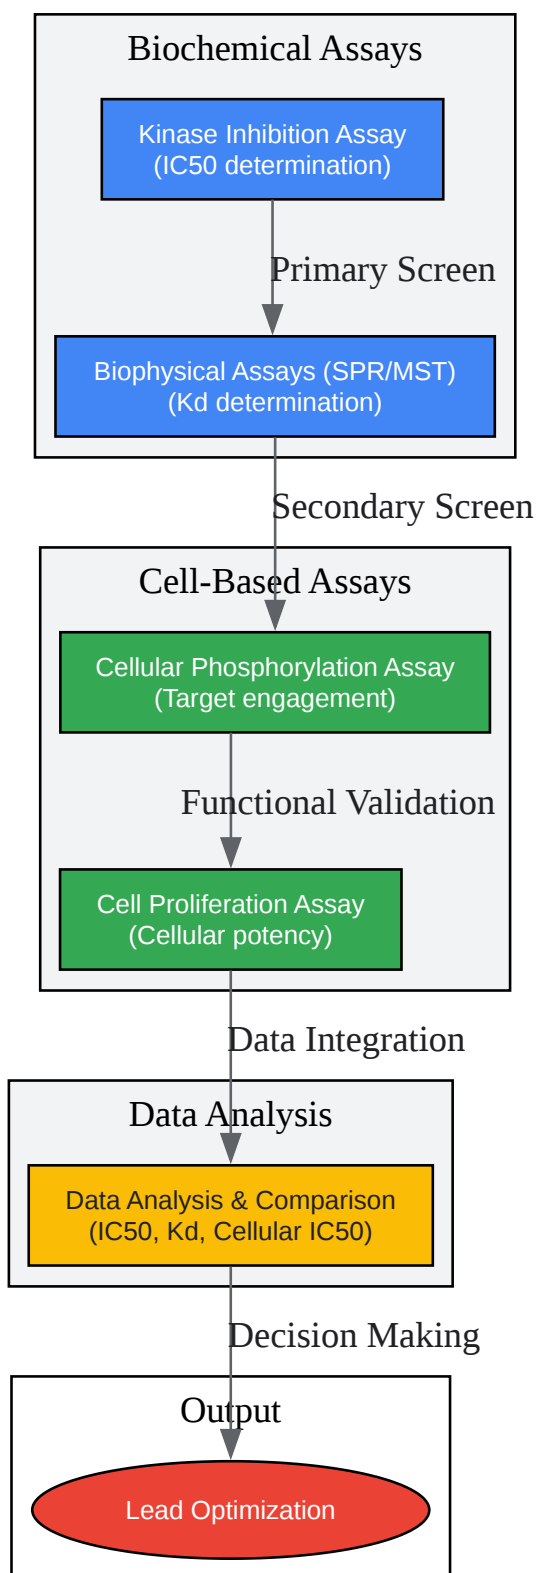 Biochemical Assays
Kinase Inhibition Assay
(IC50 determination)
Primary Screen
Biophysical Assays (SPR/MST)
(Kd determination)
Secondary Screen
Cell-Based Assays
Cellular Phosphorylation Assay
(Target engagement)
Functional Validation
Cell Proliferation Assay
(Cellular potency)
Data Integration
Data Analysis
Data Analysis & Comparison
(IC50, Kd, Cellular IC50)
Decision Making
Output
Lead Optimization